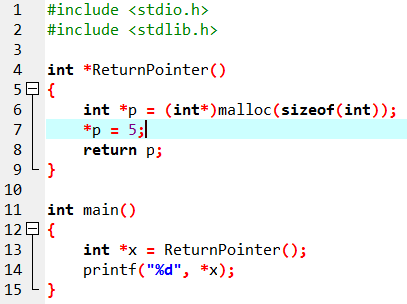 1 #include <stdio.h>
2 #include <stdlib.h>
3
4 int *ReturnPointer()
5 {
6 int *p = (int*)malloc(sizeof(int));
7 *p = 5;
8 return p;
9 }
10
11 int main()
12 {
13 int *x = ReturnPointer();
14 printf("%d", *x);
15 }